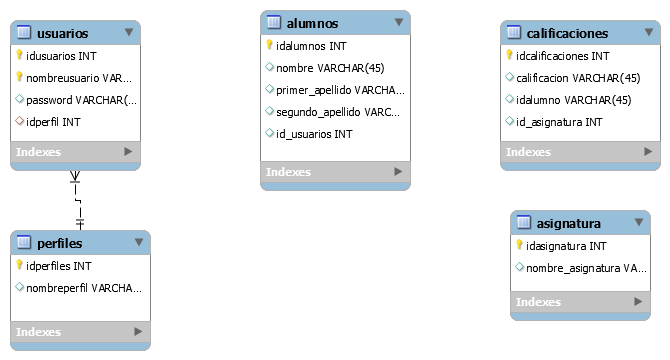 usuarios
idusuarios INT
nombreusuario VAR...
password VARCHAR(...
idperfil INT
Indexes
perfiles
idperfiles INT
nombreperfil VARCHA...
Indexes
alumnos
idalumnos INT
nombre VARCHAR(45)
primer_apellido VARCHA...
segundo_apellido VARC...
id_usuarios INT
Indexes
calificaciones
idcalificaciones INT
calificacion VARCHAR(45)
idalumno VARCHAR(45)
id_asignatura INT
Indexes
asignatura
idasignatura INT
nombre_asignatura VA...
Indexes